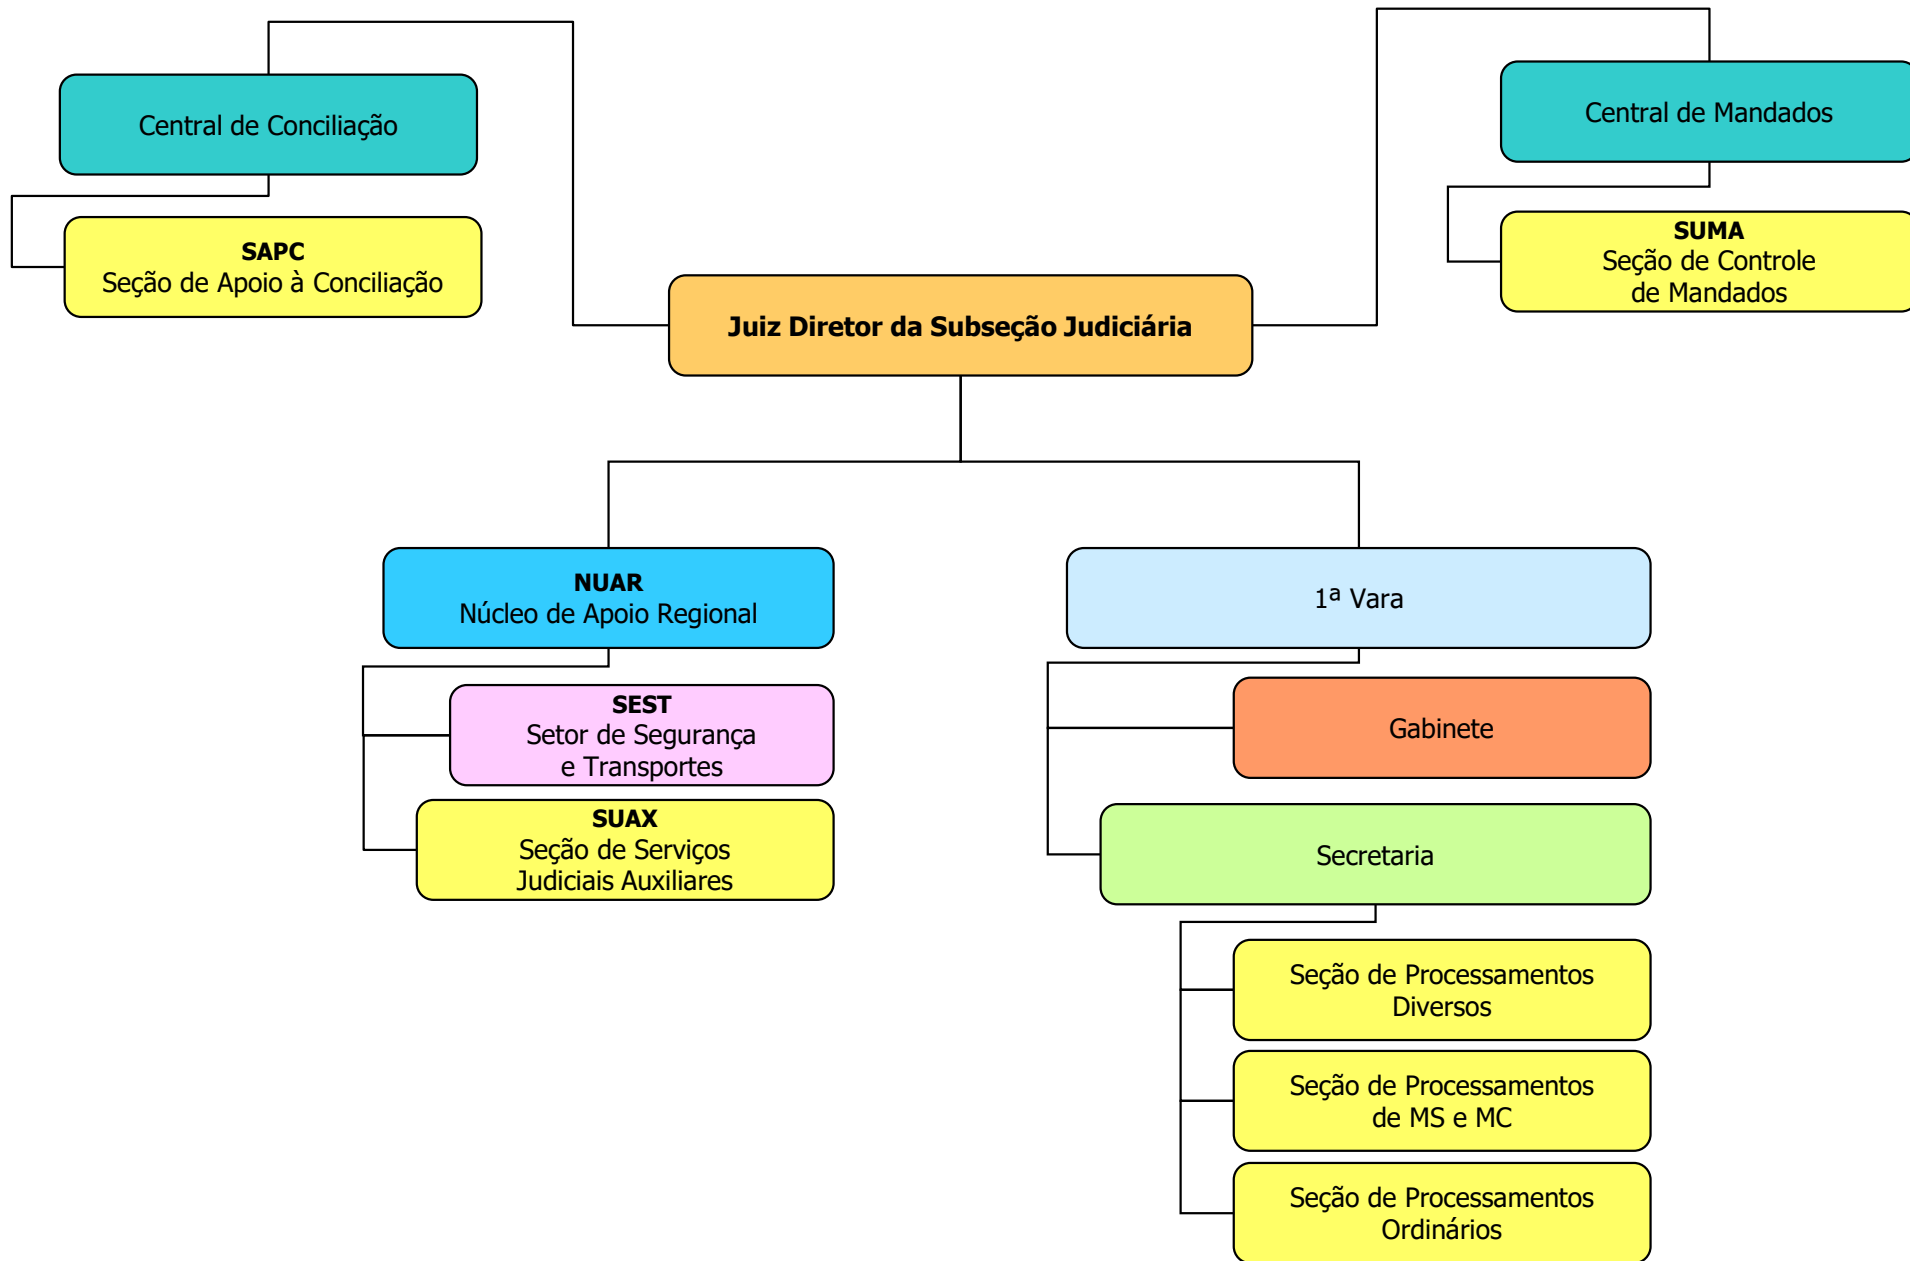 Central de Conciliação
SAPC
Seção de Apoio à Conciliação
Central de Mandados
SUMA
Seção de Controle
de Mandados
Juiz Diretor da Subseção Judiciária
NUAR
Núcleo de Apoio Regional
SEST
Setor de Segurança
e Transportes
SUAX
Seção de Serviços
Judiciais Auxiliares
1ª Vara
Gabinete
Secretaria
Seção de Processamentos
Diversos
Seção de Processamentos
de MS e MC
Seção de Processamentos
Ordinários